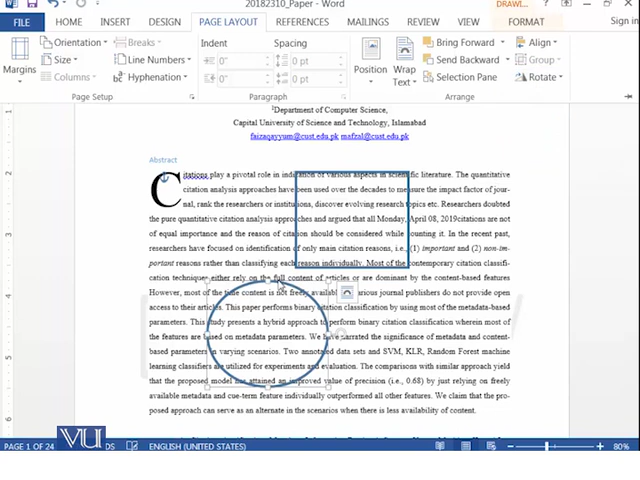 20182310_Paper - Word
DRAWI...
FILE HOME INSERT DESIGN PAGE LAYOUT REFERENCES MAILINGS REVIEW VIEW FORMAT Sign in
Margins
Orientation
Size
Columns
Breaks
Line Numbers
Hyphenation
Page Setup
Indent Spacing
0" 0 pt
0" 0 pt
Paragraph
Position
Wrap Text
Bring Forward
Send Backward
Selection Pane
Align
Group
Rotate
Arrange
2Department of Computer Science,
Capital University of Science and Technology, Islamabad
faizaqayyum@cust.edu.pk mafzal@cust.edu.pk
Abstract
Citations play a pivotal role in indication of various aspects in scientific literature. The quantitative
citation analysis approaches have been used over the decades to measure the impact factor of jour-
nal, rank the researchers or institutions, discover evolving research topics etc. Researchers doubted
the pure quantitative citation analysis approaches and argued that all Monday, April 08, 2019citations are not
of equal importance and the reason of citation should be considered while counting it. In the recent past,
researchers have focused on identification of only main citation reasons, i.e., (1) important and (2) non-im-
portant reasons rather than classifying each reason individually. Most of the contemporary citation classifi-
cation techniques either rely on the full content of articles or are dominant by the content-based features
However, most of the time content is not freely available various journal publishers do not provide open
access to their articles. This paper performs binary citation classification by using most of the metadata-based
parameters. This study presents a hybrid approach to perform binary citation classification wherein most of
the features are used on metadata parameters. We have narrated the significance of metadata and content-
based parameters in varying scenarios. Two annotated data sets and SVM, KLR, Random Forest machine
learning classifiers are utilized for experiments and evaluation. The comparisons with similar approach yield
that the proposed model has attained an improved value of precision (i.e., 0.68) by just relying on freely
available metadata and cue-term feature individually outperformed all other features. We claim that the pro-
posed approach can serve as an alternate in the scenarios when there is less availability of content.
PAGE 1 OF 24
VU
ENGLISH (UNITED STATES)
80%